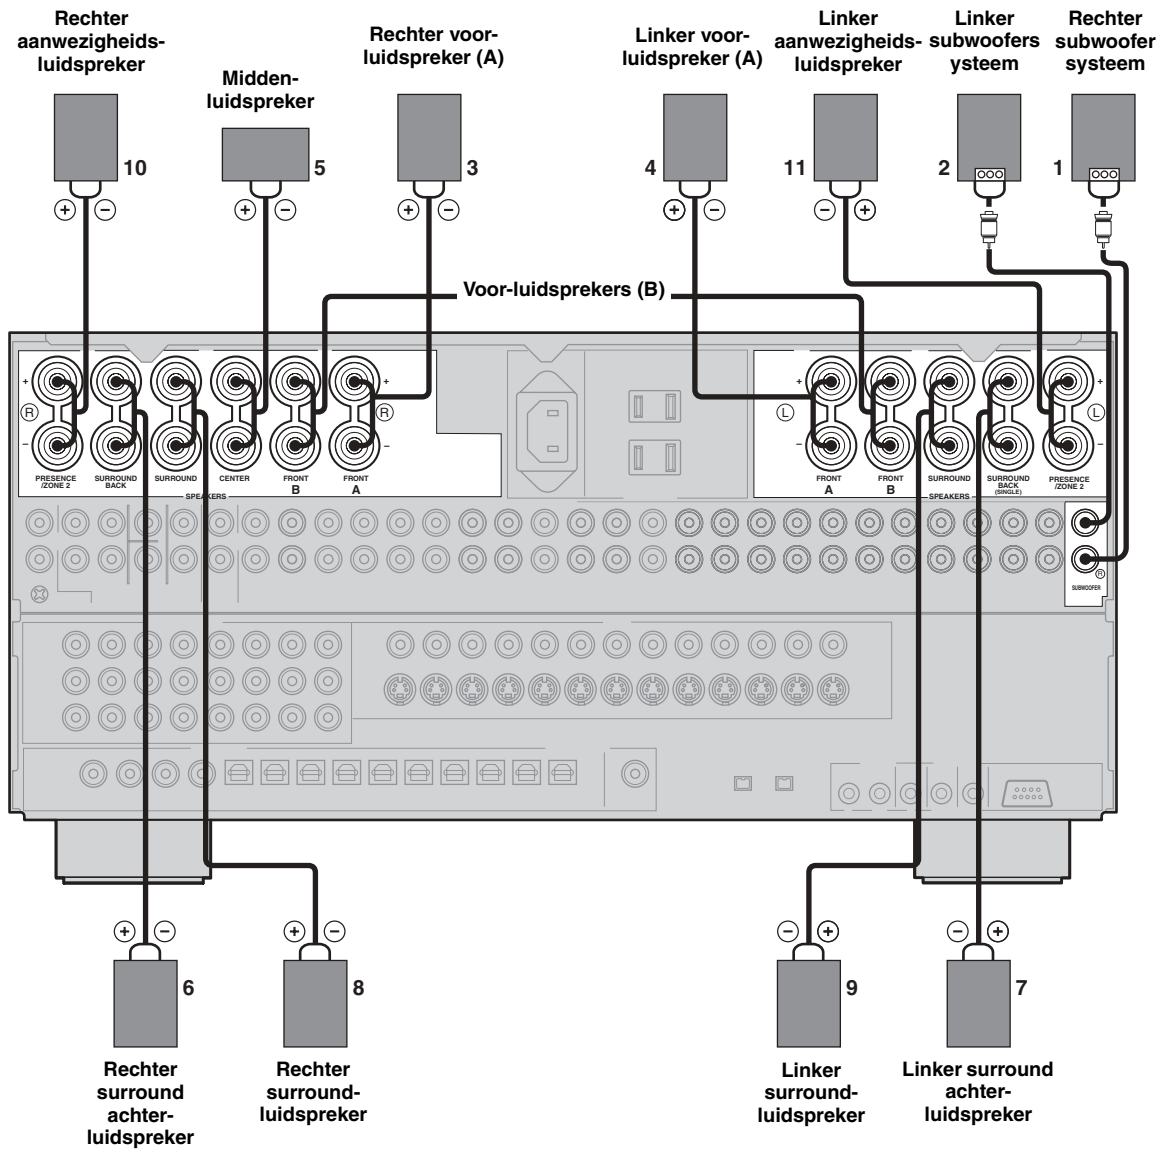 Rechter
aanwezigheids-
luidspreker
Midden-
luidspreker
Rechter voor-
luidspreker (A)
Linker voor-
luidspreker (A)
Linker
aanwezigheids-
luidspreker
Linker
subwoofers
ysteem
Rechter
subwoofer
systeem
10
5
3
4
11
2
1
+ −
+ −
+ −
+ −
− +
Voor-luidsprekers (B)
+ + + +
R R L L
− − − −
PRESENCE
/ZONE 2
SURROUND
BACK
SURROUND
CENTER
FRONT
B
FRONT
A
SPEAKERS
FRONT
A
FRONT
B
SURROUND
SURROUND
BACK
(SINGLE)
PRESENCE
/ZONE 2
SPEAKERS
R
SUBWOOFER
+ −
+ −
− +
− +
6
8
9
7
Rechter
surround
achter-
luidspreker
Rechter
surround-
luidspreker
Linker
surround-
luidspreker
Linker surround
achter-
luidspreker